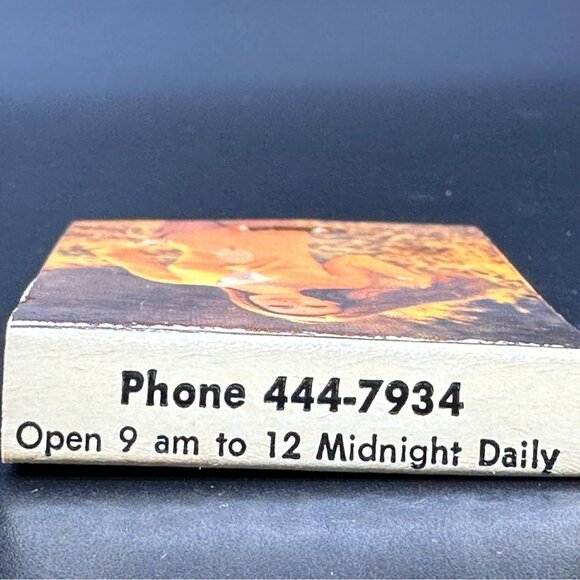 Phone 444-7934
Open 9 am to 12 Midnight Daily